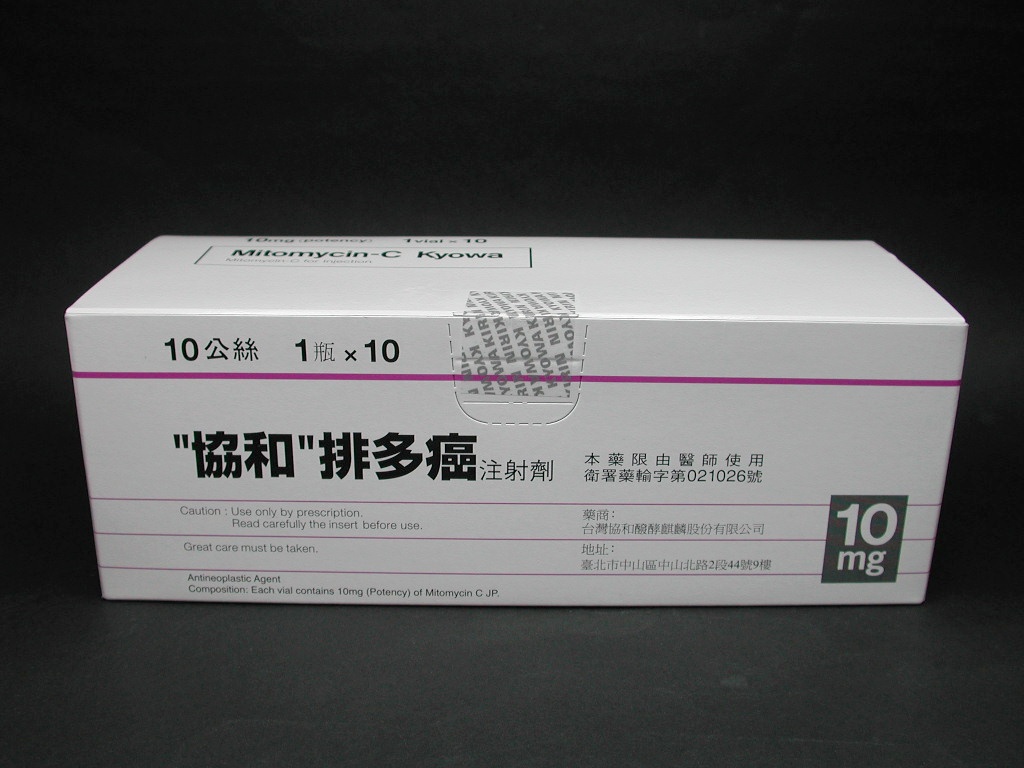 10mg (potency) 1vial × 10
Mitomycin-C Kyowa
Mitomycin-C for injection
10公絲 1瓶×10
"協和"排多癌注射劑
本藥限由醫師使用
衛署藥輸字第021026號
Caution : Use only by prescription.
Read carefully the insert before use.
Great care must be taken.
Antineoplastic Agent
Composition: Each vial contains 10mg (Potency) of Mitomycin C JP.
藥商:
台灣協和醱酵麒麟股份有限公司
地址:
臺北市中山區中山北路2段44號9樓
10
mg